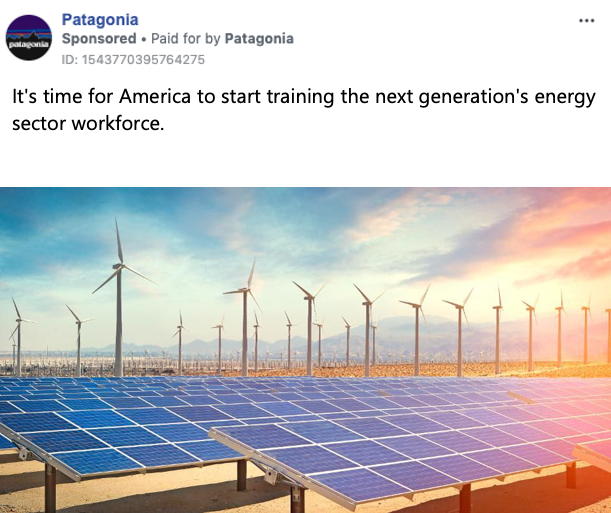 Patagonia
Sponsored • Paid for by Patagonia
ID: 1543770395764275
It's time for America to start training the next generation's energy
sector workforce.
patagonia